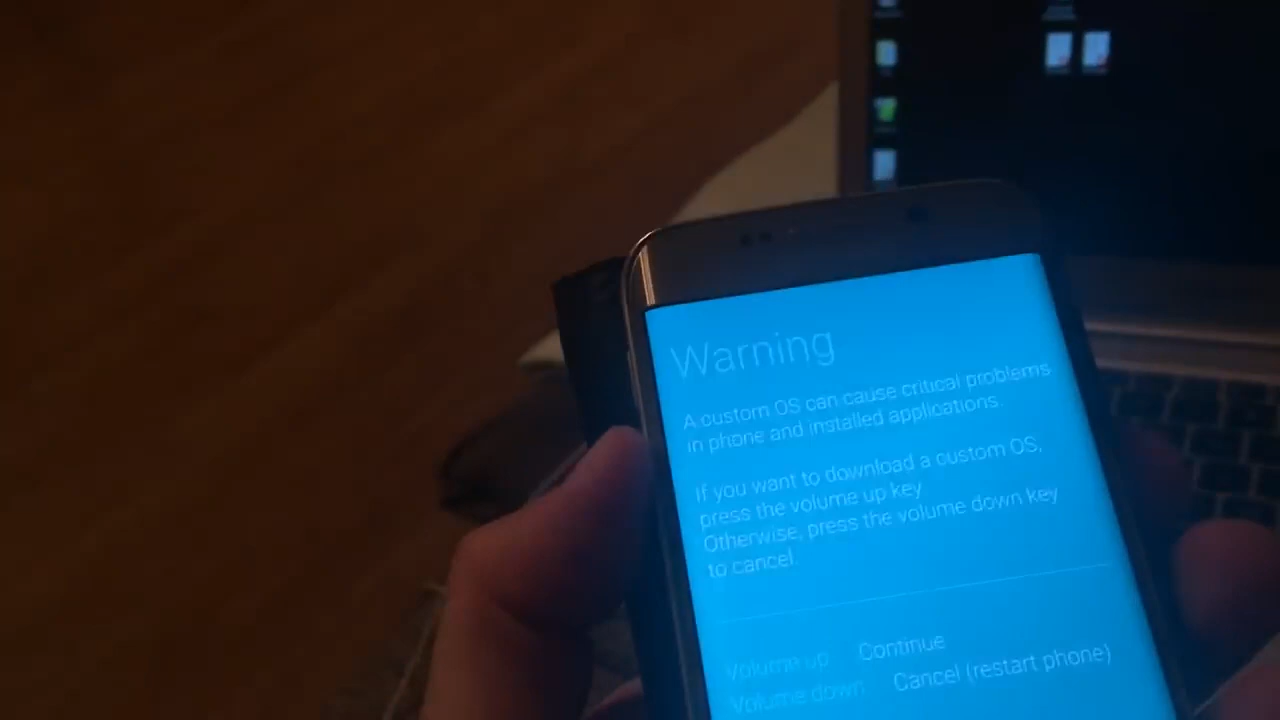 Warning
A custom OS can cause critical problems
in phone and installed applications.
If you want to download a custom OS,
press the volume up key
Otherwise, press the volume down key
to cancel.
Volume up Continue
Volume down Cancel (restart phone)